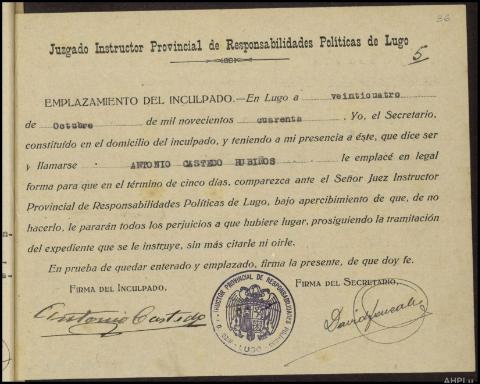 36
Juzgado Instructor Provincial de Responsabilidades Políticas de Lugo
5
EMPLAZAMIENTO DEL INCULPADO.—En Lugo a veinticuatro
de Octubre de mil novecientos cuarenta. Yo, el Secretario,
constituído en el domicilio del inculpado, y teniendo a mi presencia a éste, que dice ser
y llamarse ANTONIO CASTEDO le emplacé en legal
forma para que en el término de cinco días, comparezca ante el Señor Juez Instructor
Provincial de Responsabilidades Políticas de Lugo, bajo apercibimiento de que, de no
hacerlo, le pararán todos los perjuicios a que hubiere lugar, prosiguiendo la tramitación
del expediente que se le instruye, sin más citarle ni oirle.
En prueba de quedar enterado y emplazado, firma la presente, de que doy fe.
FIRMA DEL INCULPADO,
FIRMA DEL SECRETARIO,
Antonio Castedo
PROVINCIAL DE RESPONSABILIDADES
LUGO
David
AHPLu